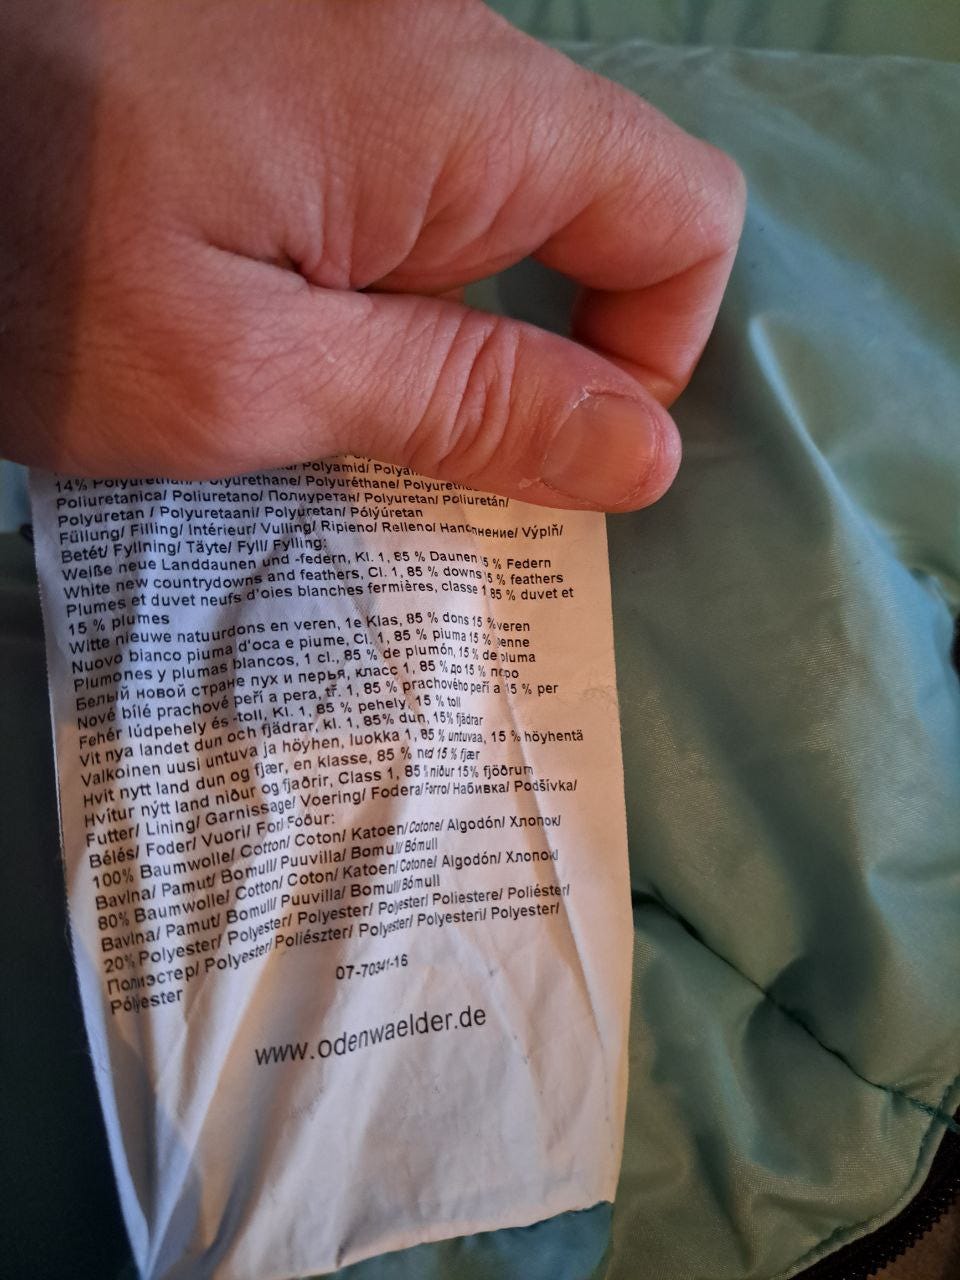 Polyamid/
14% Polyurethan/ Polyurethane/ Polyuréthane/
Poliuretanica/ Poliuretano/ Полиуретан/ Polyuretan/ Poliuretán/
Polyuretan / Polyuretaani/ Polyuretan/ Pólýúretan
Füllung/ Filling/ Intérieur/ Vulling/ Ripieno/ Relleno/ Наполнение/ Výplň/
Betét/ Fyllning/ Täyte/ Fyll/ Fylling:
Weiße neue Landdaunen und -federn, Kl. 1, 85 % Daunen 15 % Federn
White new countrydowns and feathers, Cl. 1, 85 % downs 15 % feathers
Plumes et duvet neufs d'oies blanches fermières, classe 1 85 % duvet et
15 % plumes
Witte nieuwe natuurdons en veren, 1e Klas, 85 % dons 15 % veren
Nuovo bianco piuma d'oca e piume, Cl. 1, 85 % piuma 15 % penne
Plumones y plumas blancos, 1 cl., 85 % de plumón, 15 % de pluma
Белый новой стране пух и перья, класс 1, 85 % до 15 % перо
Nové bílé prachové peří a pera, tř. 1, 85 % prachového peří a 15 % per
Fehér lúdpehely és -toll, Kl. 1, 85 % pehely, 15 % toll
Vit nya landet dun och fjädrar, kl. 1, 85% dun, 15% fjädrar
Valkoinen uusi untuva ja höyhen, luokka 1, 85 % untuvaa, 15 % höyhentä
Hvit nytt land dun og fjær, en klasse, 85 % ned 15 % fjær
Hvítur nýtt land niður og fjaðrir, Class 1, 85 % niður 15% fjöðrum
Futter/ Lining/ Garnissage/ Voering/ Fodera/ Forro/ Набивка/ Podšívka/
Bélés/ Foder/ Vuori/ For/ Fóður:
100% Baumwolle/ Cotton/ Coton/ Katoen/ Cotone/ Algodón/ Хлопок/
Bavlna/ Pamut/ Bomull/ Puuvilla/ Bomull/ Bómull
80% Baumwolle/ Cotton/ Coton/ Katoen/ Cotone/ Algodón/ Хлопок/
Bavlna/ Pamut/ Bomull/ Puuvilla/ Bomull/ Bómull
20% Polyester/ Polyester/ Polyester/ Polyester/ Poliestere/ Poliéster/
Полиэстер/ Polyester/ Poliészter/ Polyester/ Polyesteri/ Polyester/
Pólýester
07-70341-16
www.odenwaelder.de